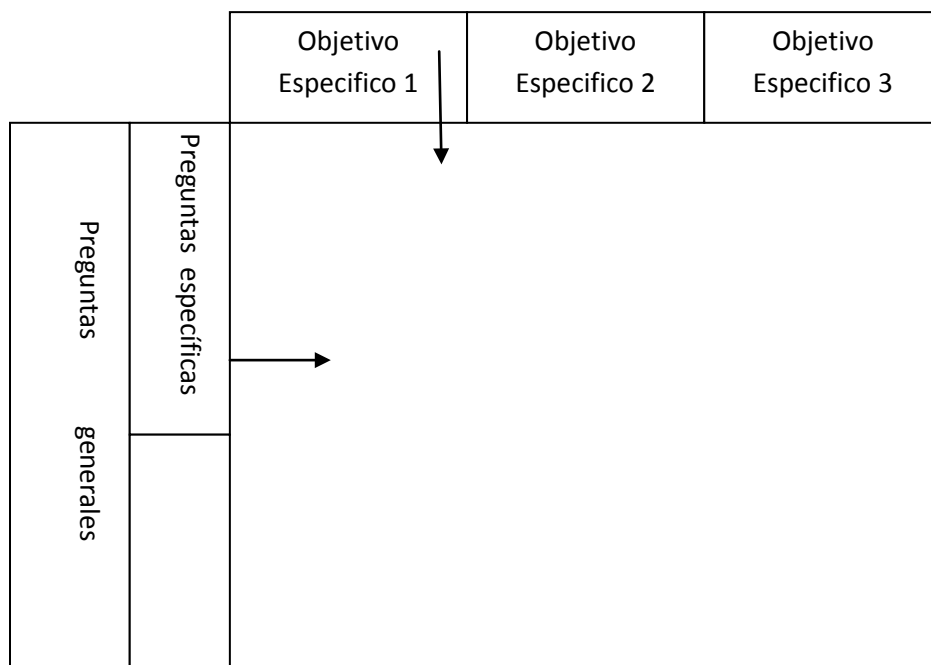 Objetivo
Especifico 1
Objetivo
Especifico 2
Objetivo
Especifico 3
Preguntas generales
Preguntas específicas